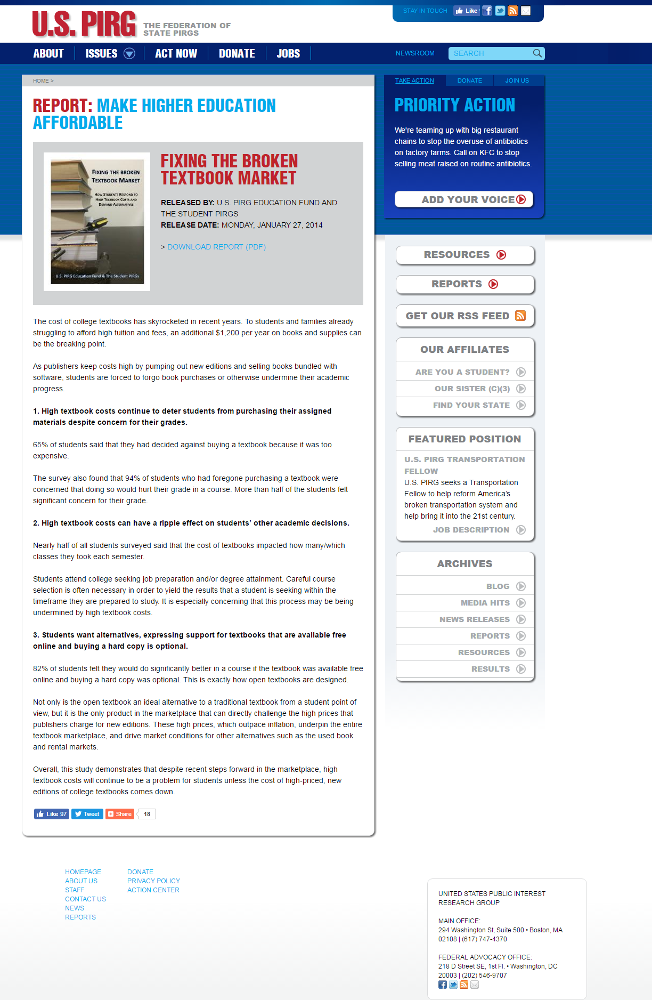 STAY IN TOUCH
Like
U.S. PIRG
THE FEDERATION OF
STATE PIRGS
ABOUT
ISSUES
ACT NOW
DONATE
JOBS
NEWSROOM
SEARCH
HOME >
REPORT: MAKE HIGHER EDUCATION
AFFORDABLE
FIXING THE BROKEN
TEXTBOOK MARKET
HOW STUDENTS RESPOND TO
HIGH TEXTBOOK COSTS AND
DEMAND ALTERNATIVES
U.S. PIRG Education Fund & The Student PIRGs
FIXING THE BROKEN
TEXTBOOK MARKET
RELEASED BY: U.S. PIRG EDUCATION FUND AND
THE STUDENT PIRGS
RELEASE DATE: MONDAY, JANUARY 27, 2014
> DOWNLOAD REPORT (PDF)
The cost of college textbooks has skyrocketed in recent years. To students and families already
struggling to afford high tuition and fees, an additional $1,200 per year on books and supplies can
be the breaking point.
As publishers keep costs high by pumping out new editions and selling books bundled with
software, students are forced to forgo book purchases or otherwise undermine their academic
progress.
1. High textbook costs continue to deter students from purchasing their assigned
materials despite concern for their grades.
65% of students said that they had decided against buying a textbook because it was too
expensive.
The survey also found that 94% of students who had foregone purchasing a textbook were
concerned that doing so would hurt their grade in a course. More than half of the students felt
significant concern for their grade.
2. High textbook costs can have a ripple effect on students’ other academic decisions.
Nearly half of all students surveyed said that the cost of textbooks impacted how many/which
classes they took each semester.
Students attend college seeking job preparation and/or degree attainment. Careful course
selection is often necessary in order to yield the results that a student is seeking within the
timeframe they are prepared to study. It is especially concerning that this process may be being
undermined by high textbook costs.
3. Students want alternatives, expressing support for textbooks that are available free
online and buying a hard copy is optional.
82% of students felt they would do significantly better in a course if the textbook was available free
online and buying a hard copy was optional. This is exactly how open textbooks are designed.
Not only is the open textbook an ideal alternative to a traditional textbook from a student point of
view, but it is the only product in the marketplace that can directly challenge the high prices that
publishers charge for new editions. These high prices, which outpace inflation, underpin the entire
textbook marketplace, and drive market conditions for other alternatives such as the used book
and rental markets.
Overall, this study demonstrates that despite recent steps forward in the marketplace, high
textbook costs will continue to be a problem for students unless the cost of high-priced, new
editions of college textbooks comes down.
Like 97
Tweet
Share
18
TAKE ACTION
DONATE
JOIN US
PRIORITY ACTION
We're teaming up with big restaurant
chains to stop the overuse of antibiotics
on factory farms. Call on KFC to stop
selling meat raised on routine antibiotics.
ADD YOUR VOICE
RESOURCES
REPORTS
GET OUR RSS FEED
OUR AFFILIATES
ARE YOU A STUDENT?
OUR SISTER (C)(3)
FIND YOUR STATE
FEATURED POSITION
U.S. PIRG TRANSPORTATION
FELLOW
U.S. PIRG seeks a Transportation
Fellow to help reform America’s
broken transportation system and
help bring it into the 21st century.
JOB DESCRIPTION
ARCHIVES
BLOG
MEDIA HITS
NEWS RELEASES
REPORTS
RESOURCES
RESULTS
HOMEPAGE
ABOUT US
STAFF
CONTACT US
NEWS
REPORTS
DONATE
PRIVACY POLICY
ACTION CENTER
UNITED STATES PUBLIC INTEREST
RESEARCH GROUP
MAIN OFFICE:
294 Washington St, Suite 500 • Boston, MA
02108 | (617) 747-4370
FEDERAL ADVOCACY OFFICE:
218 D Street SE, 1st Fl. • Washington, DC
20003 | (202) 546-9707